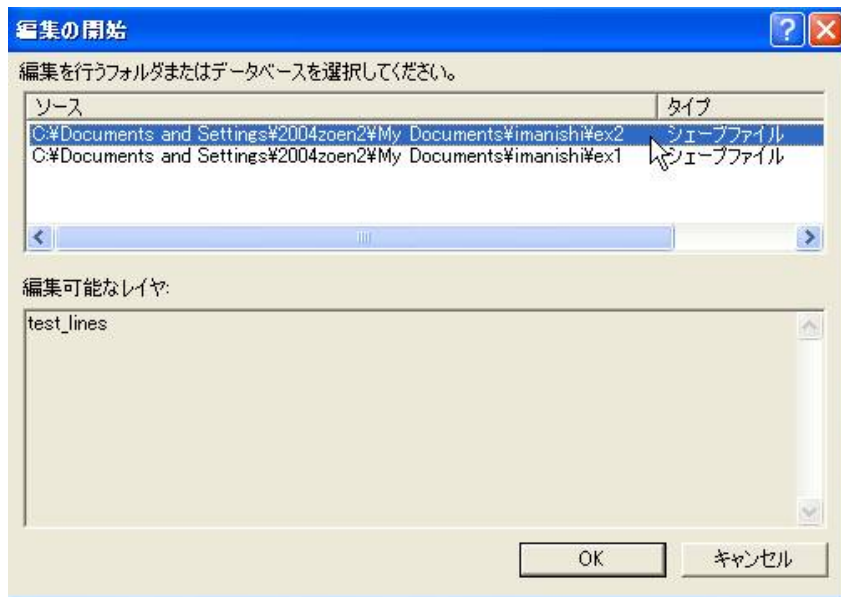 編集の開始
編集を行うフォルダまたはデータベースを選択してください。
ソース タイプ
C:¥Documents and Settings¥2004zoen2¥My Documents¥imanishi¥ex2 シェープファイル
C:¥Documents and Settings¥2004zoen2¥My Documents¥imanishi¥ex1 シェープファイル
編集可能なレイヤ:
test_lines
OK キャンセル